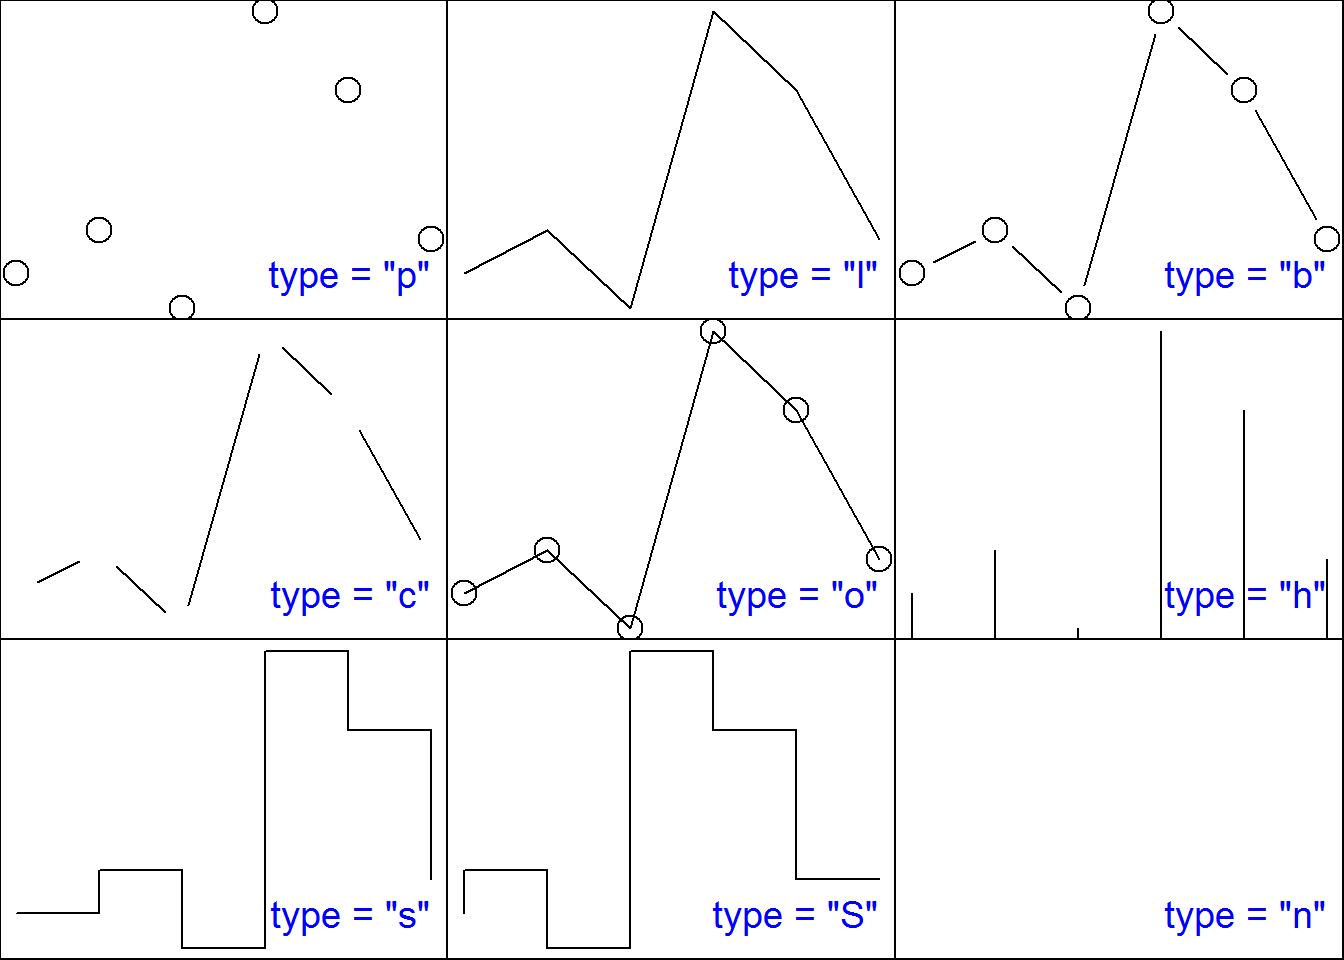 type = "p"
type = "l"
type = "b"
type = "c"
type = "o"
type = "h"
type = "s"
type = "S"
type = "n"